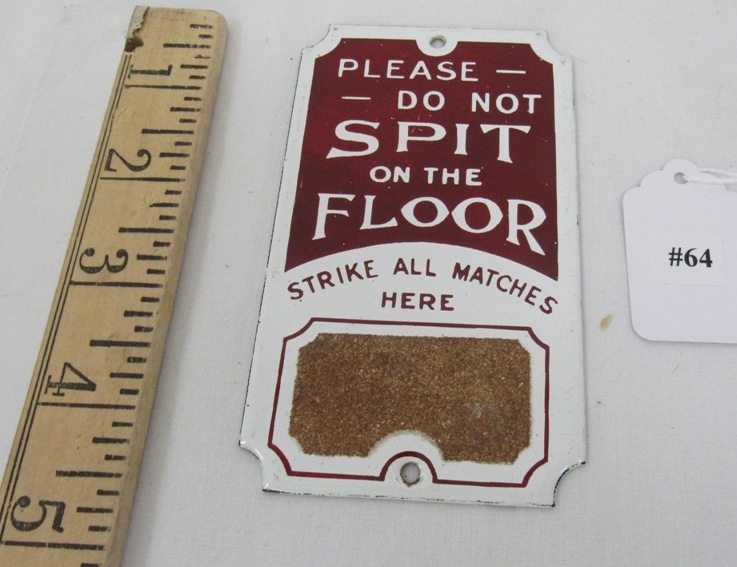 PLEASE —
— DO NOT
SPIT
ON THE
FLOOR
STRIKE ALL MATCHES
HERE
#64
1
2
3
4
5